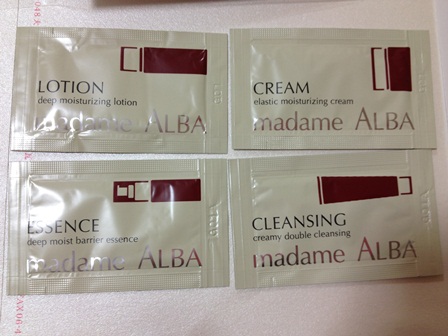 LOTION
deep moisturizing lotion
madame ALBA
CREAM
elastic moisturizing cream
madame ALBA
ESSENCE
deep moist barrier essence
madame ALBA
CLEANSING
creamy double cleansing
madame ALBA